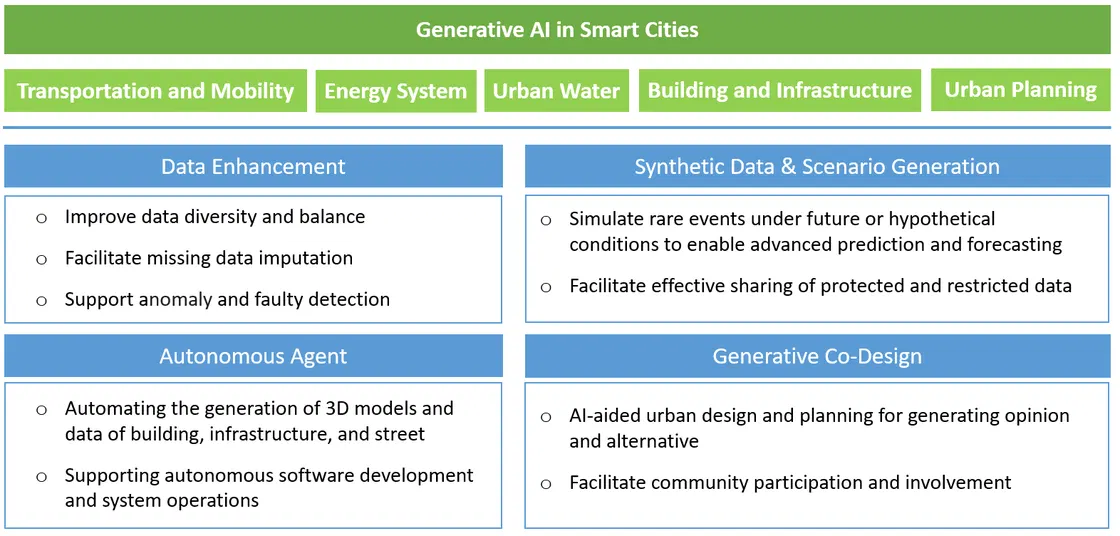 Generative AI in Smart Cities
Transportation and Mobility
Energy System
Urban Water
Building and Infrastructure
Urban Planning
Data Enhancement
o Improve data diversity and balance
o Facilitate missing data imputation
o Support anomaly and faulty detection
Synthetic Data & Scenario Generation
o Simulate rare events under future or hypothetical
conditions to enable advanced prediction and forecasting
o Facilitate effective sharing of protected and restricted data
Autonomous Agent
o Automating the generation of 3D models and
data of building, infrastructure, and street
o Supporting autonomous software development
and system operations
Generative Co-Design
o AI-aided urban design and planning for generating opinion
and alternative
o Facilitate community participation and involvement